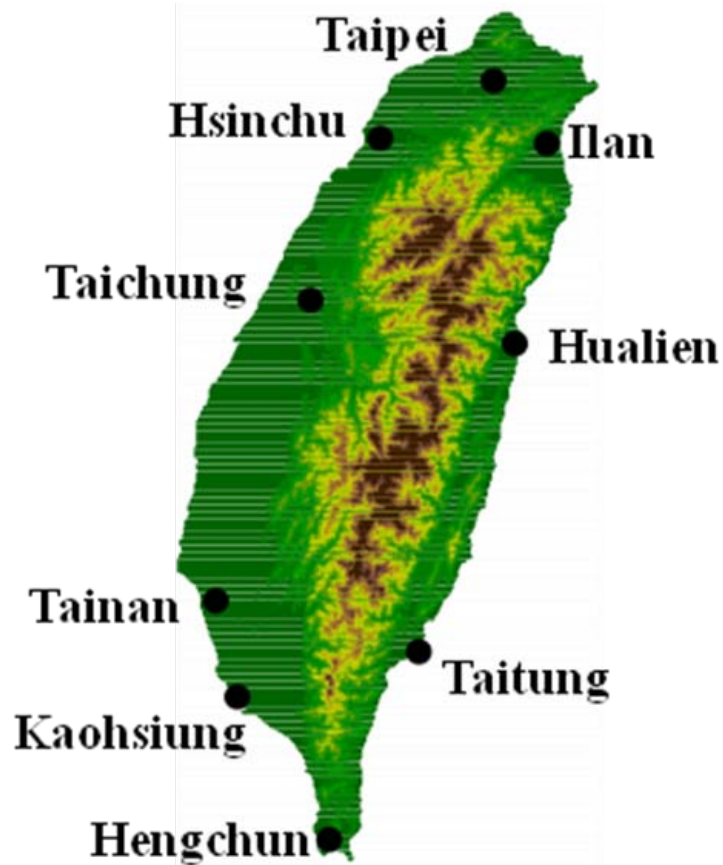 Taipei
Hsinchu
Ilan
Taichung
Hualien
Tainan
Taitung
Kaohsiung
Hengchun